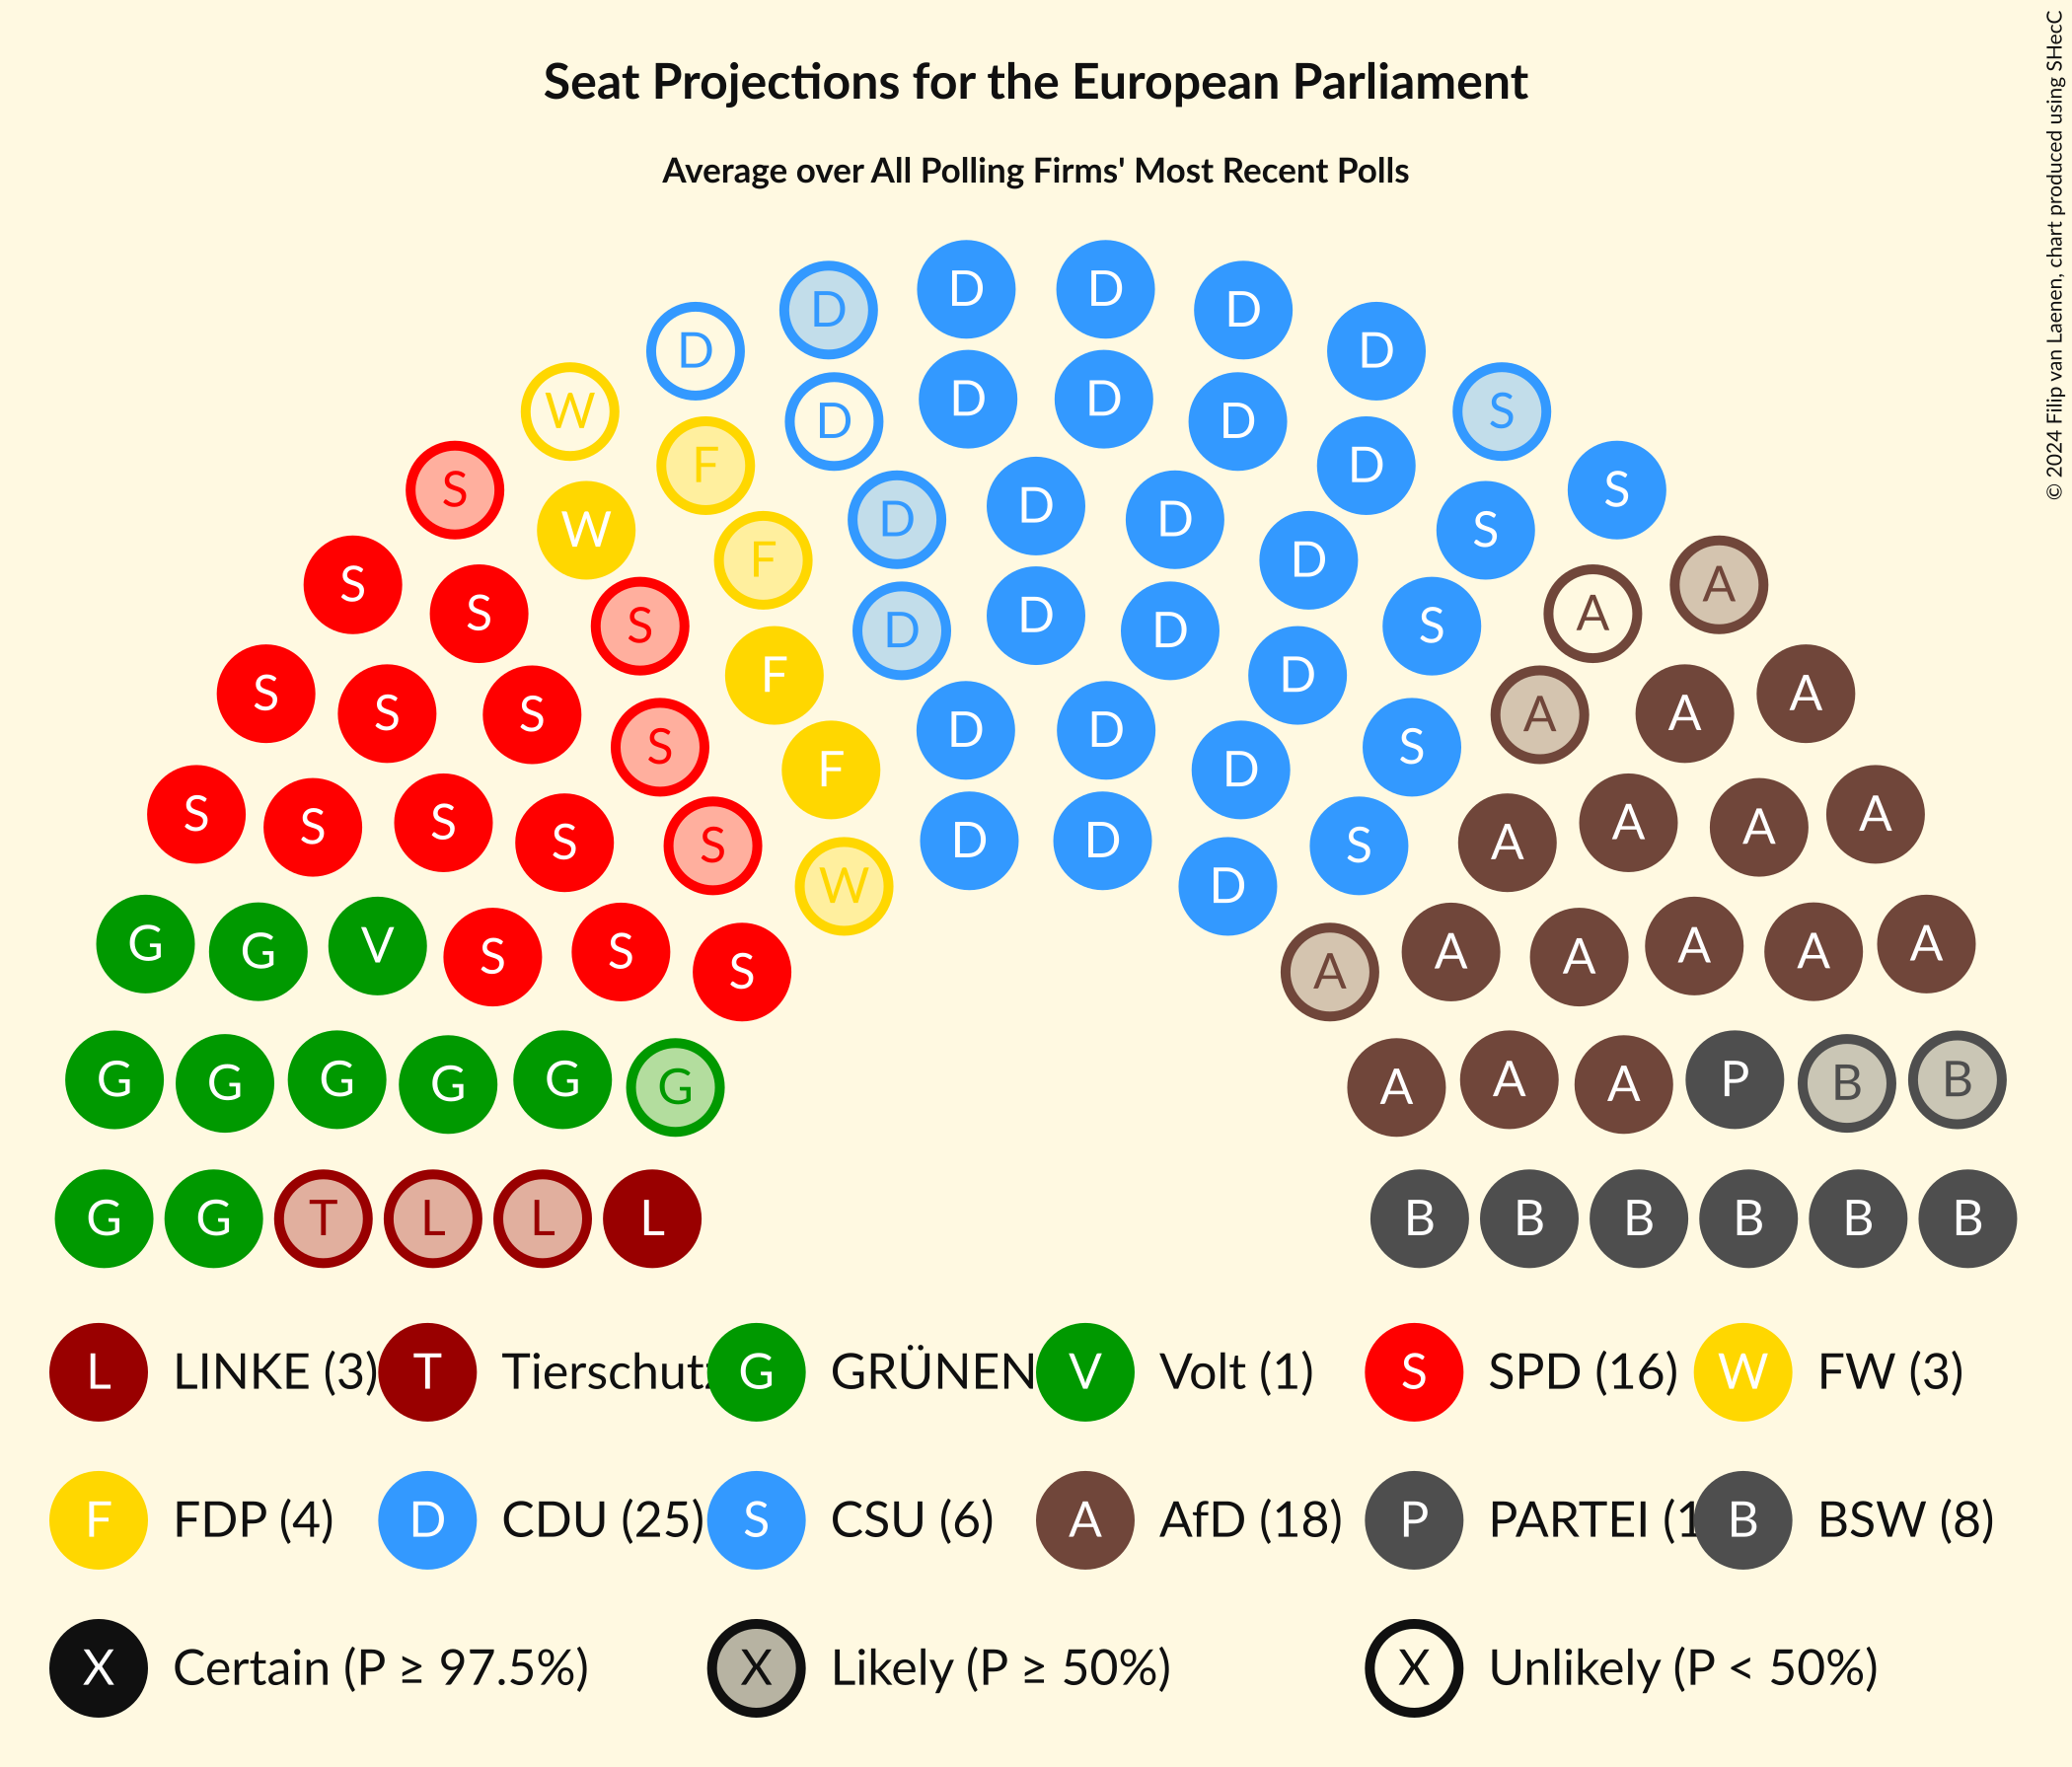 Seat Projections for the European Parliament
Average over All Polling Firms' Most Recent Polls
© 2024 Filip van Laenen, chart produced using SHecC
D D
D D
D D
D D
W S
D D
D D
F D
S S
W S
D
D D
F D
S A
S A
D
S S
D D
F D
S A
S A
S A
D D
S S
F D
S A
S A
S A
D D
S A
S S
W D
G A
G V S S A A A A
S S A A
G G G G G G A A A P B B
G G T L L L B B B B B B
L LINKE (3) T Tierschutz G GRÜNEN V Volt (1) S SPD (16) W FW (3)
F FDP (4) D CDU (25) S CSU (6) A AfD (18) P PARTEI (1 B BSW (8)
X Certain (P ≥ 97.5%) X Likely (P ≥ 50%) X Unlikely (P < 50%)